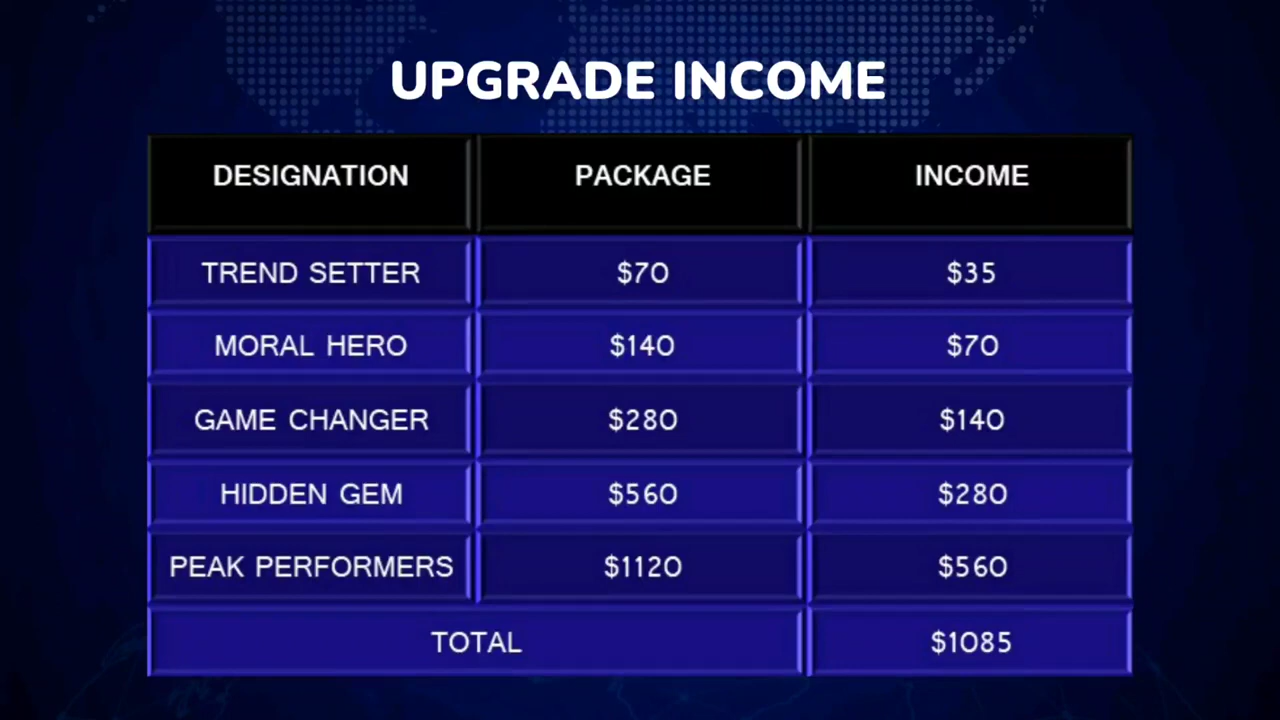 UPGRADE INCOME
DESIGNATION PACKAGE INCOME
TREND SETTER $70 $35
MORAL HERO $140 $70
GAME CHANGER $280 $140
HIDDEN GEM $560 $280
PEAK PERFORMERS $1120 $560
TOTAL $1085